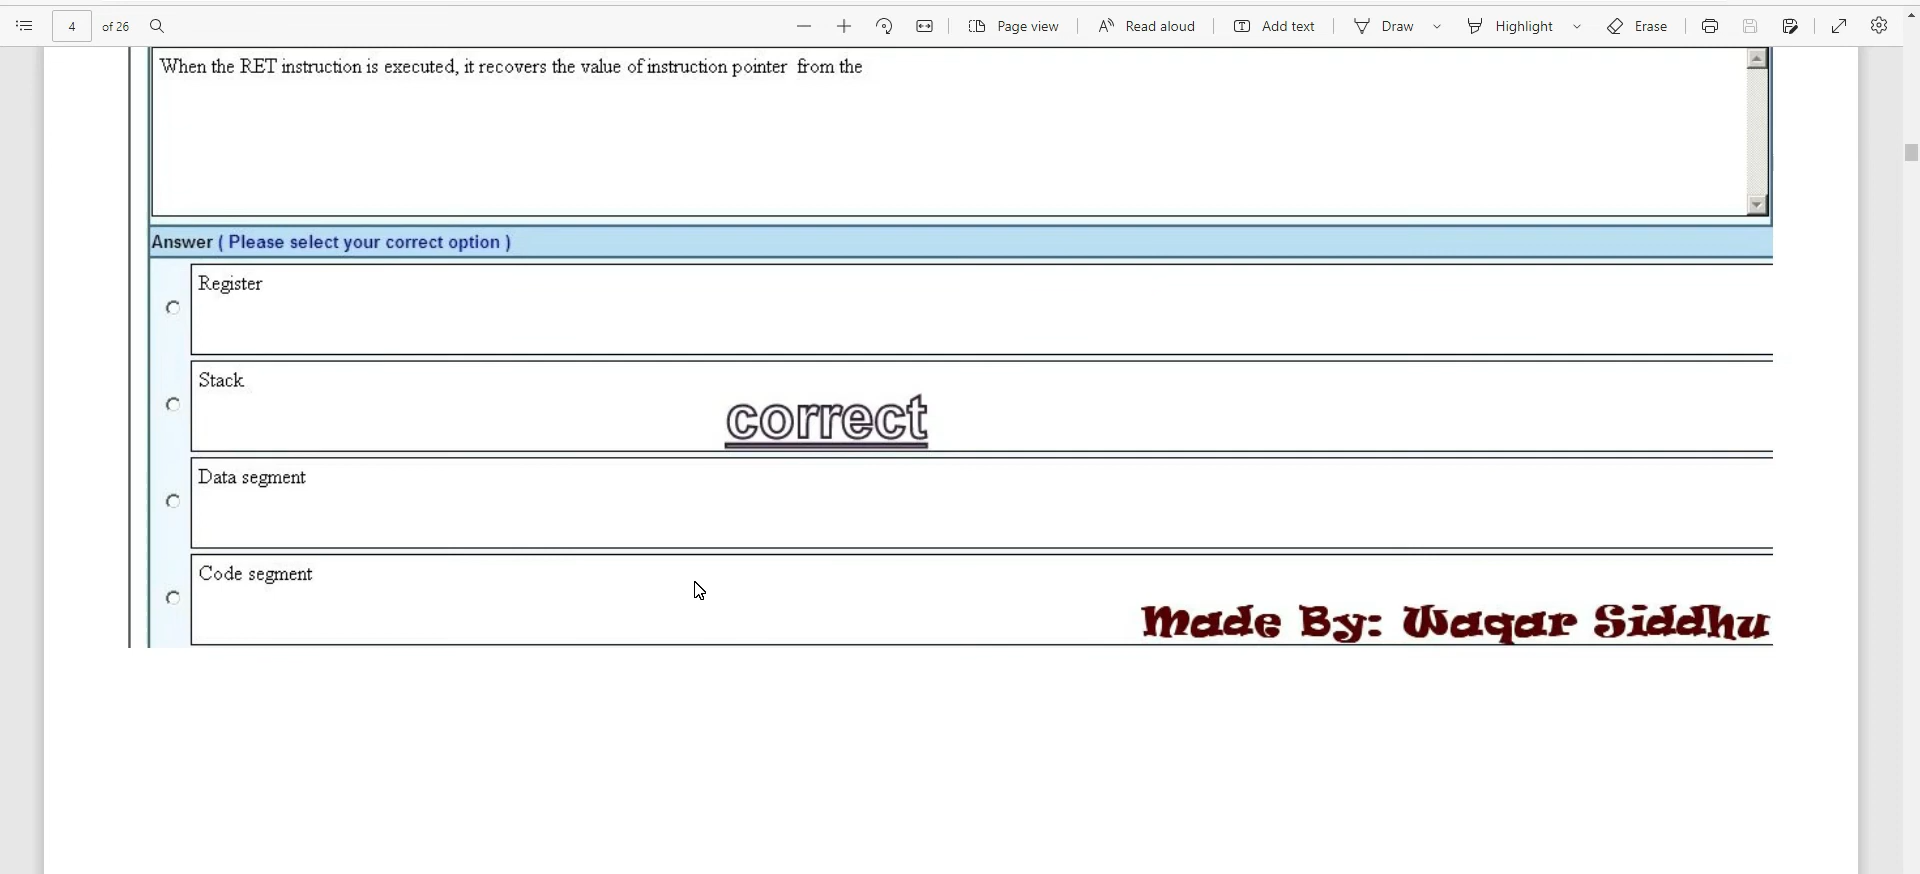 4 of 26 Page view Read aloud Add text Draw Highlight Erase
When the RET instruction is executed, it recovers the value of instruction pointer from the
Answer ( Please select your correct option )
Register
Stack
correct
Data segment
Code segment
Made By: Waqar Siddhu